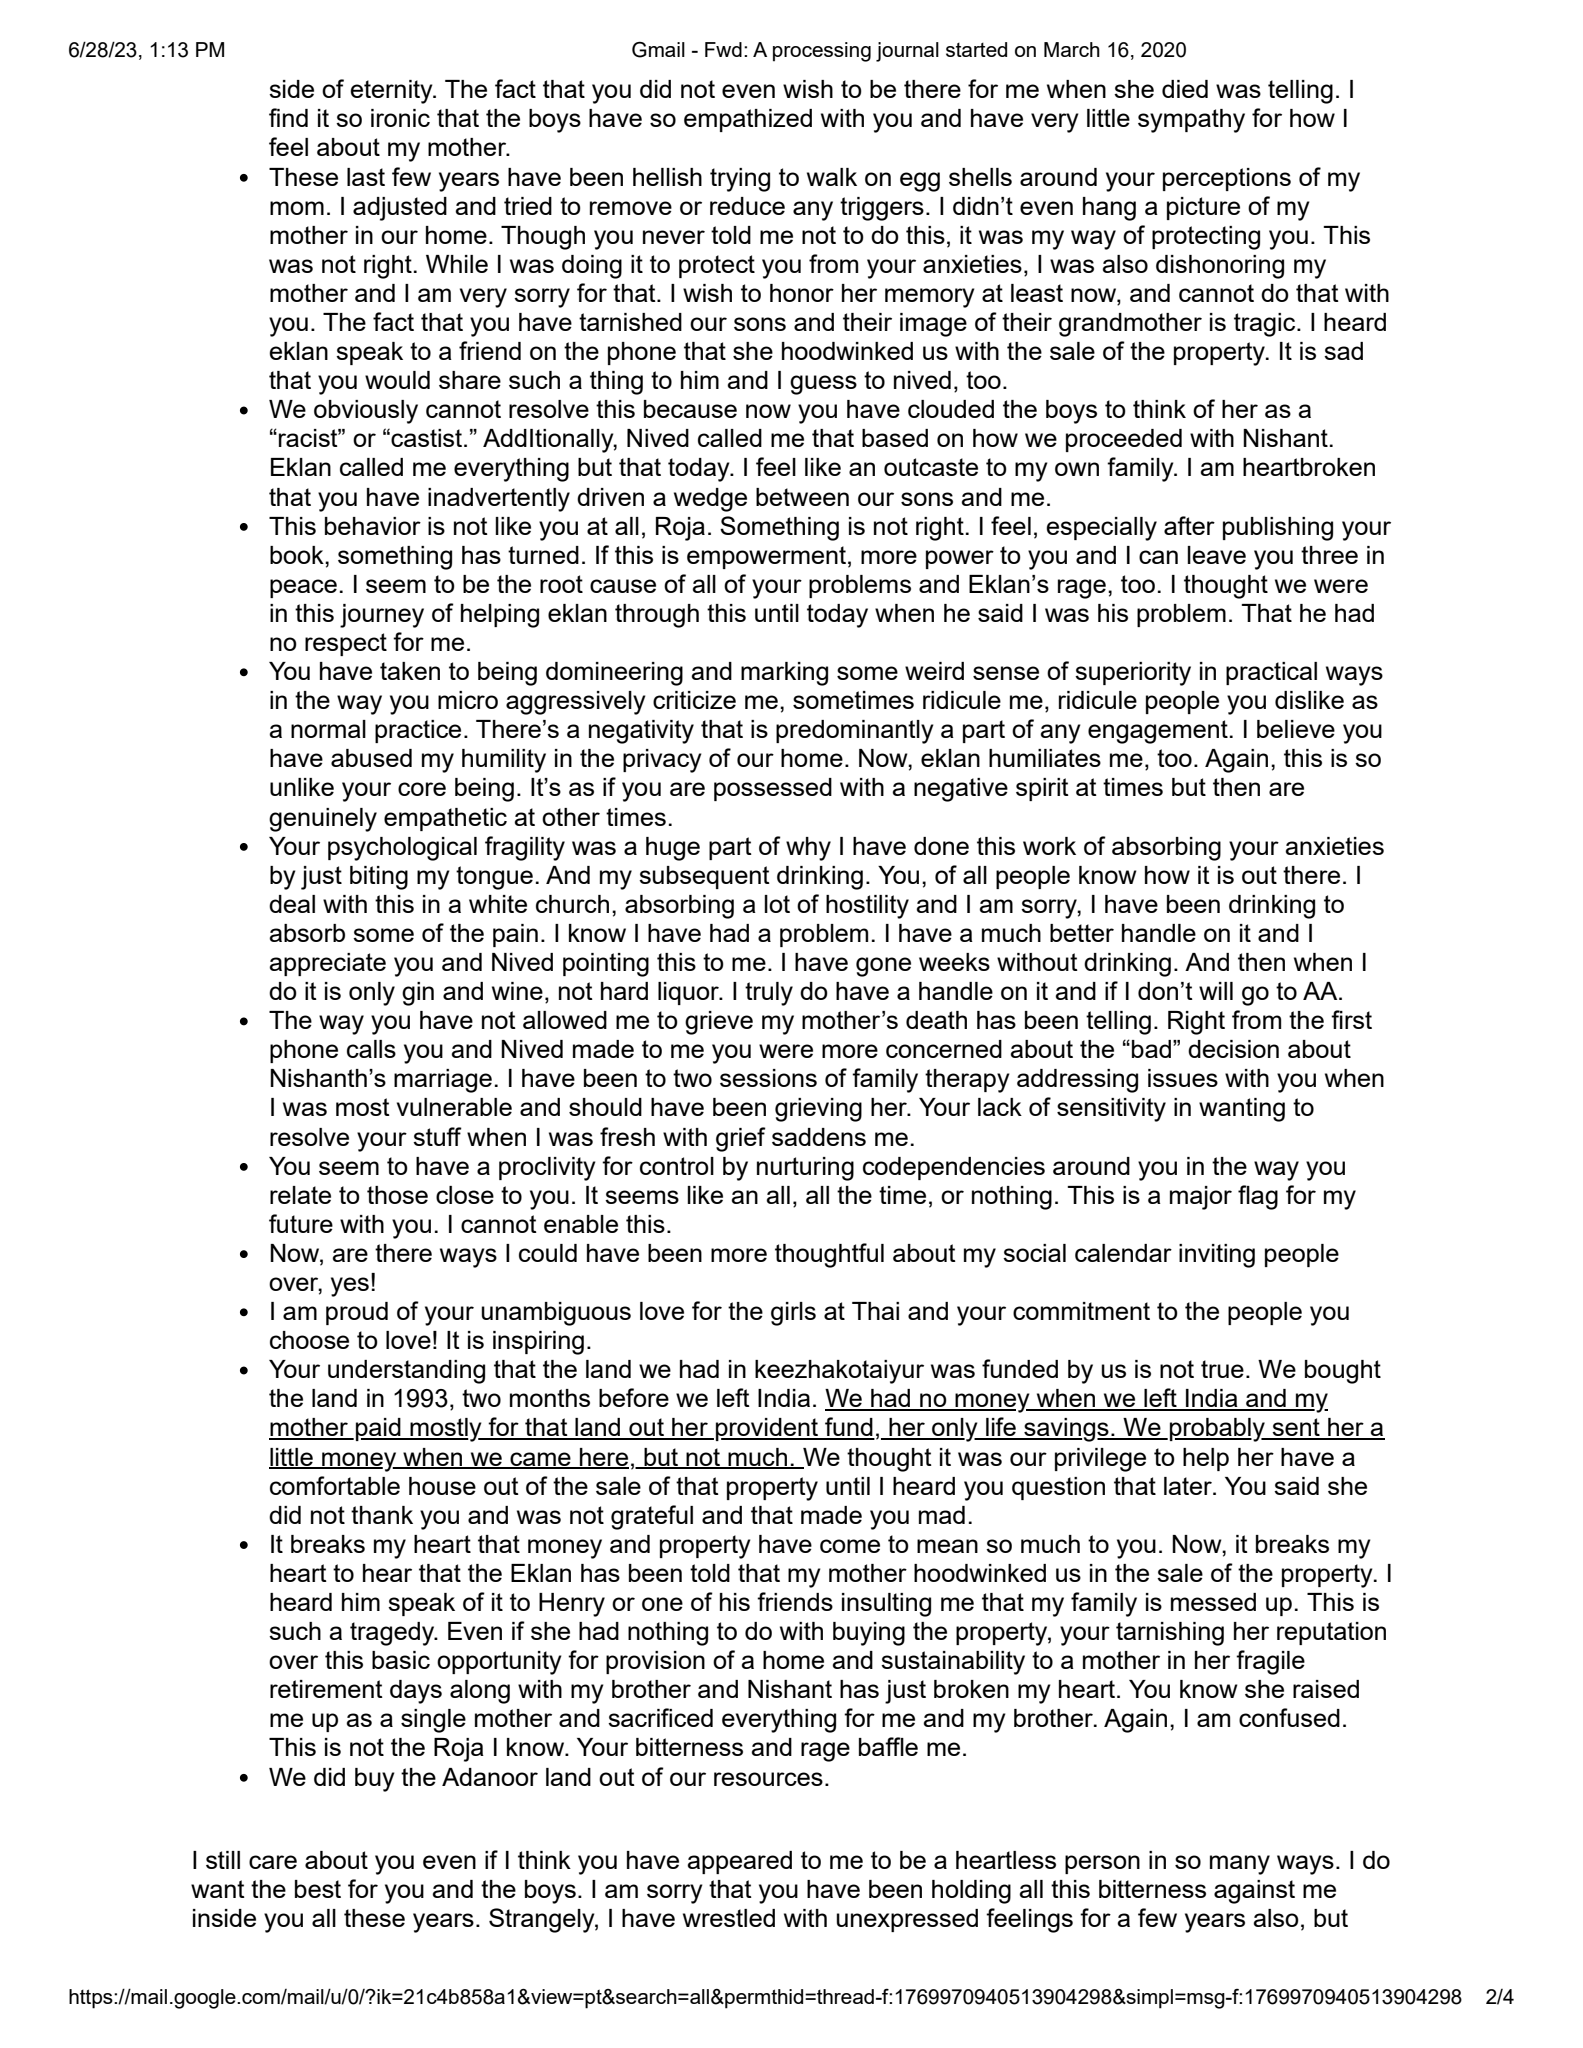 6/28/23, 1:13 PM Gmail - Fwd: A processing journal started on March 16, 2020
side of eternity. The fact that you did not even wish to be there for me when she died was telling. I
find it so ironic that the boys have so empathized with you and have very little sympathy for how I
feel about my mother.
• These last few years have been hellish trying to walk on egg shells around your perceptions of my
mom. I adjusted and tried to remove or reduce any triggers. I didn’t even hang a picture of my
mother in our home. Though you never told me not to do this, it was my way of protecting you. This
was not right. While I was doing it to protect you from your anxieties, I was also dishonoring my
mother and I am very sorry for that. I wish to honor her memory at least now, and cannot do that with
you. The fact that you have tarnished our sons and their image of their grandmother is tragic. I heard
eklan speak to a friend on the phone that she hoodwinked us with the sale of the property. It is sad
that you would share such a thing to him and I guess to nived, too.
• We obviously cannot resolve this because now you have clouded the boys to think of her as a
“racist” or “castist.” AddItionally, Nived called me that based on how we proceeded with Nishant.
Eklan called me everything but that today. I feel like an outcaste to my own family. I am heartbroken
that you have inadvertently driven a wedge between our sons and me.
• This behavior is not like you at all, Roja. Something is not right. I feel, especially after publishing your
book, something has turned. If this is empowerment, more power to you and I can leave you three in
peace. I seem to be the root cause of all of your problems and Eklan’s rage, too. I thought we were
in this journey of helping eklan through this until today when he said I was his problem. That he had
no respect for me.
• You have taken to being domineering and marking some weird sense of superiority in practical ways
in the way you micro aggressively criticize me, sometimes ridicule me, ridicule people you dislike as
a normal practice. There’s a negativity that is predominantly a part of any engagement. I believe you
have abused my humility in the privacy of our home. Now, eklan humiliates me, too. Again, this is so
unlike your core being. It’s as if you are possessed with a negative spirit at times but then are
genuinely empathetic at other times.
• Your psychological fragility was a huge part of why I have done this work of absorbing your anxieties
by just biting my tongue. And my subsequent drinking. You, of all people know how it is out there. I
deal with this in a white church, absorbing a lot of hostility and I am sorry, I have been drinking to
absorb some of the pain. I know I have had a problem. I have a much better handle on it and I
appreciate you and Nived pointing this to me. I have gone weeks without drinking. And then when I
do it is only gin and wine, not hard liquor. I truly do have a handle on it and if I don’t will go to AA.
• The way you have not allowed me to grieve my mother’s death has been telling. Right from the first
phone calls you and Nived made to me you were more concerned about the “bad” decision about
Nishanth’s marriage. I have been to two sessions of family therapy addressing issues with you when
I was most vulnerable and should have been grieving her. Your lack of sensitivity in wanting to
resolve your stuff when I was fresh with grief saddens me.
• You seem to have a proclivity for control by nurturing codependencies around you in the way you
relate to those close to you. It seems like an all, all the time, or nothing. This is a major flag for my
future with you. I cannot enable this.
• Now, are there ways I could have been more thoughtful about my social calendar inviting people
over, yes!
• I am proud of your unambiguous love for the girls at Thai and your commitment to the people you
choose to love! It is inspiring.
• Your understanding that the land we had in keezhakotaiyur was funded by us is not true. We bought
the land in 1993, two months before we left India. We had no money when we left India and my
mother paid mostly for that land out her provident fund, her only life savings. We probably sent her a
little money when we came here, but not much. We thought it was our privilege to help her have a
comfortable house out of the sale of that property until I heard you question that later. You said she
did not thank you and was not grateful and that made you mad.
• It breaks my heart that money and property have come to mean so much to you. Now, it breaks my
heart to hear that the Eklan has been told that my mother hoodwinked us in the sale of the property. I
heard him speak of it to Henry or one of his friends insulting me that my family is messed up. This is
such a tragedy. Even if she had nothing to do with buying the property, your tarnishing her reputation
over this basic opportunity for provision of a home and sustainability to a mother in her fragile
retirement days along with my brother and Nishant has just broken my heart. You know she raised
me up as a single mother and sacrificed everything for me and my brother. Again, I am confused.
This is not the Roja I know. Your bitterness and rage baffle me.
• We did buy the Adanoor land out of our resources.
I still care about you even if I think you have appeared to me to be a heartless person in so many ways. I do
want the best for you and the boys. I am sorry that you have been holding all this bitterness against me
inside you all these years. Strangely, I have wrestled with unexpressed feelings for a few years also, but
https://mail.google.com/mail/u/0/?ik=21c4b858a1&view=pt&search=all&permthid=thread-f:1769970940513904298&simpl=msg-f:1769970940513904298 2/4